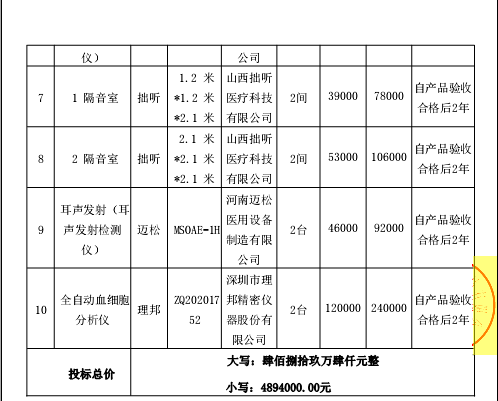 仪） 公司
7 1 隔音室 拙听 1.2 米*1.2 米*2.1 米 山西拙听医疗科技有限公司 2间 39000 78000 自产品验收合格后2年
8 2 隔音室 拙听 2.1 米*2.1 米*2.1 米 山西拙听医疗科技有限公司 2间 53000 106000 自产品验收合格后2年
9 耳声发射（耳声发射检测仪） 迈松 MSOAE-1H 河南迈松医用设备制造有限公司 2台 46000 92000 自产品验收合格后2年
10 全自动血细胞分析仪 理邦 ZQ20201752 深圳市理邦精密仪器股份有限公司 2台 120000 240000 自产品验收合格后2年
投标总价 大写：肆佰捌拾玖万肆仟元整
小写：4894000.00元